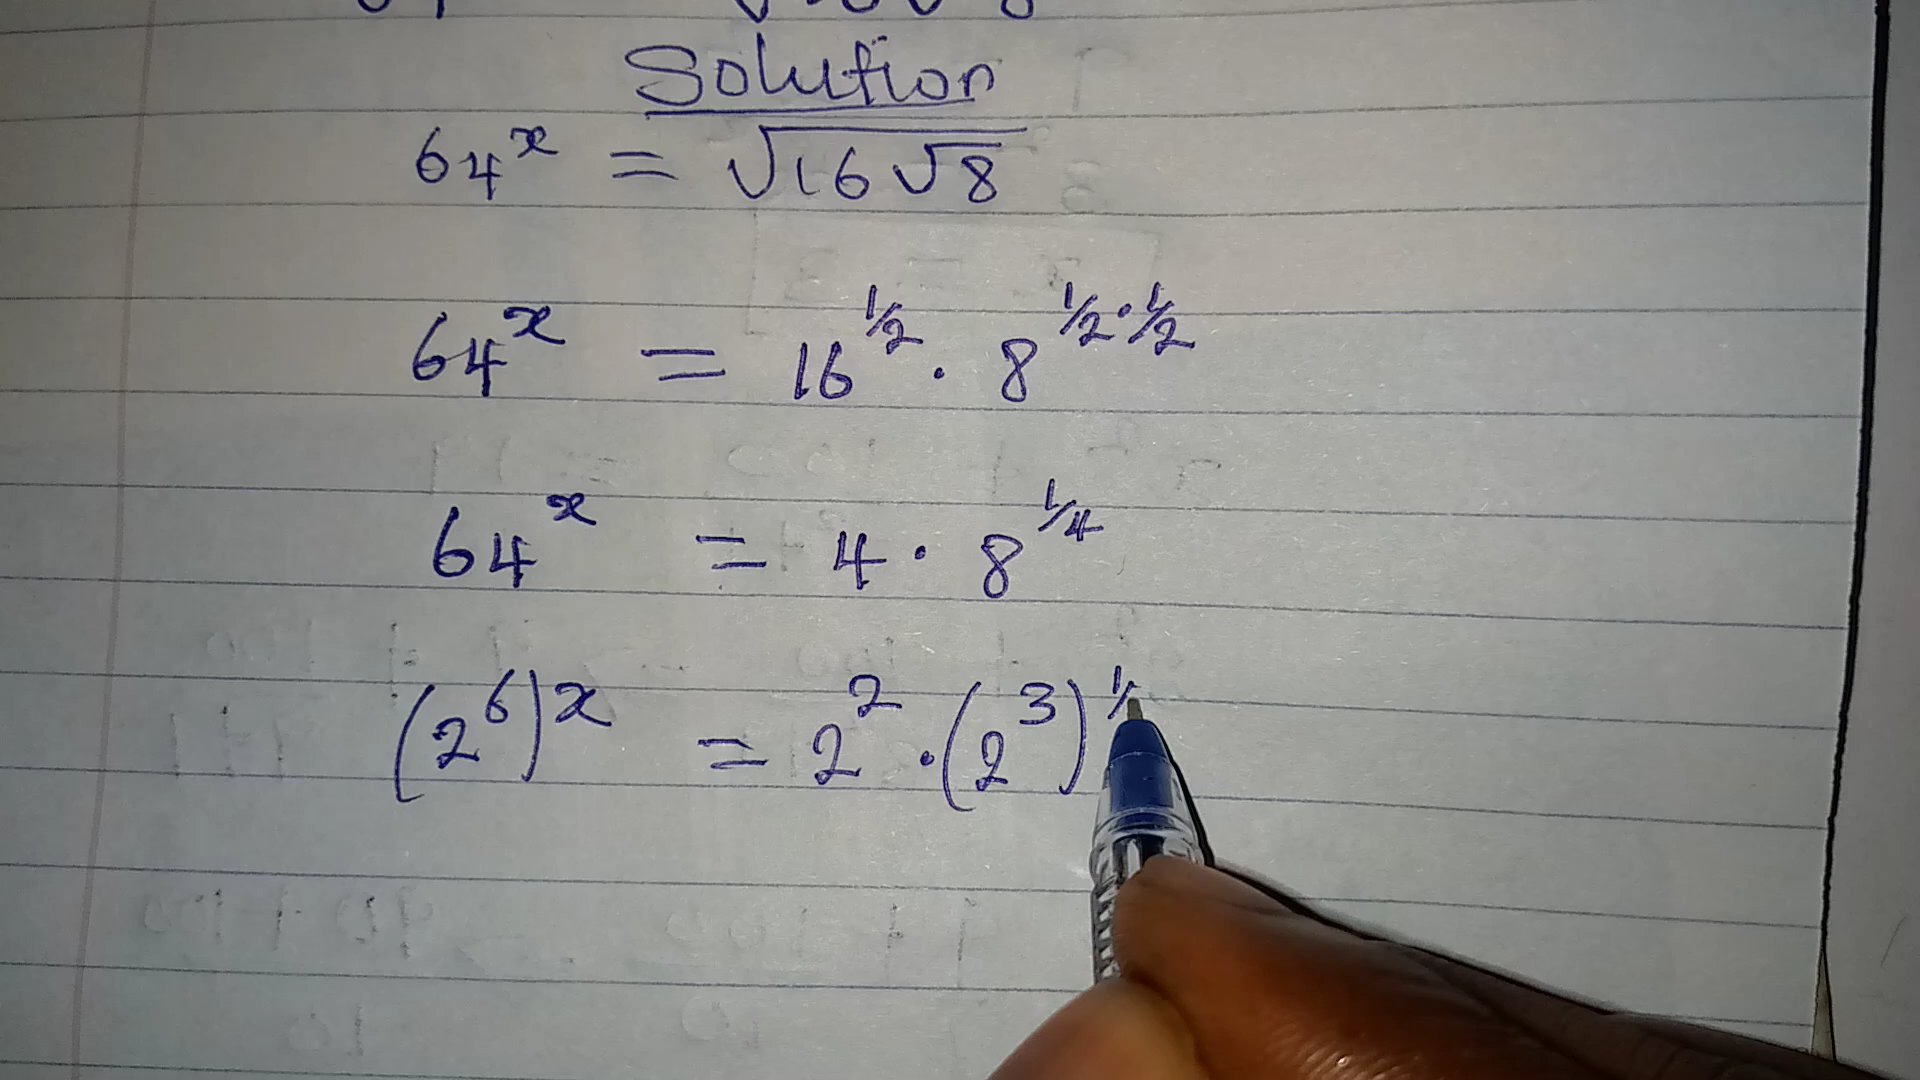 Solution
64^x = √(16√8)
64^x = 16^(1/2) · 8^(1/2 · 1/2)
64^x = 4 · 8^(1/4)
(2^6)^x = 2^2 · (2^3)^1/